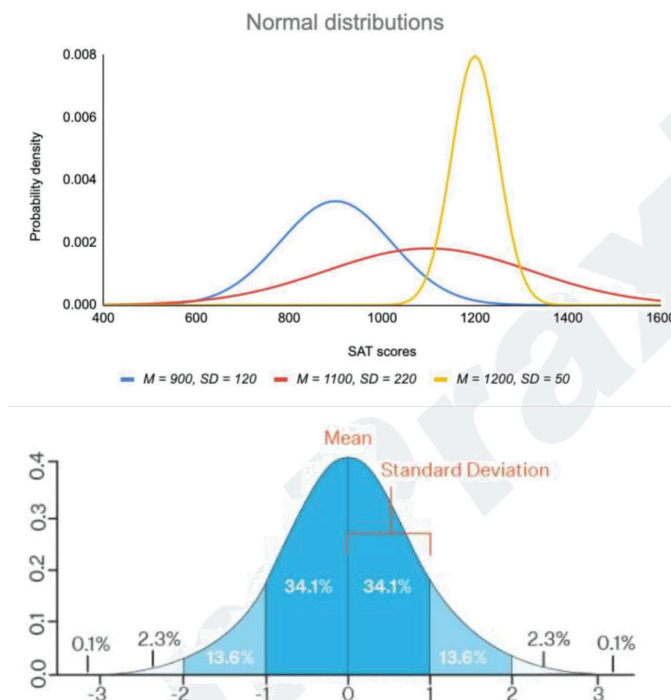 Normal distributions
0.008
0.006
0.004
0.002
0.000
Probability density
400 600 800 1000 1200 1400 1600
SAT scores
M = 900, SD = 120 M = 1100, SD = 220 M = 1200, SD = 50
Mean
Standard Deviation
0.4
0.3
0.2
0.1
0.0
34.1% 34.1%
0.1% 2.3% 13.6% 13.6% 2.3% 0.1%
-3 -2 -1 0 1 2 3